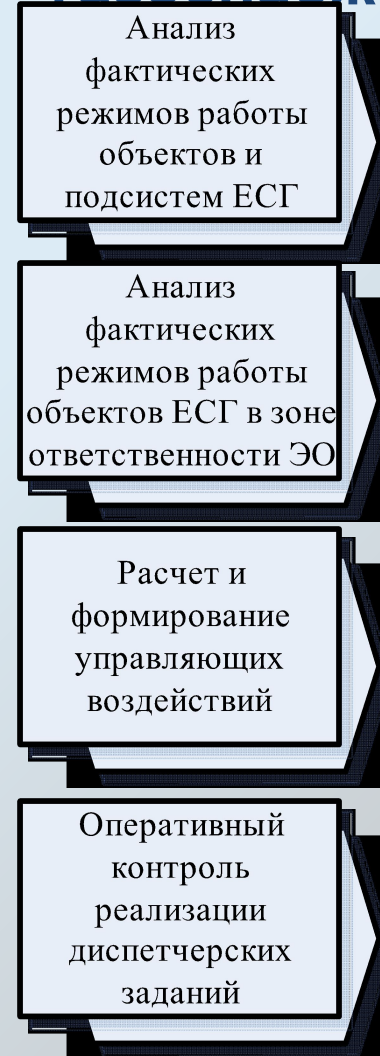 Анализ
фактических
режимов работы
объектов и
подсистем ЕСГ
Анализ
фактических
режимов работы
объектов ЕСГ в зоне
ответственности ЭО
Расчет и
формирование
управляющих
воздействий
Оперативный
контроль
реализации
диспетчерских
заданий